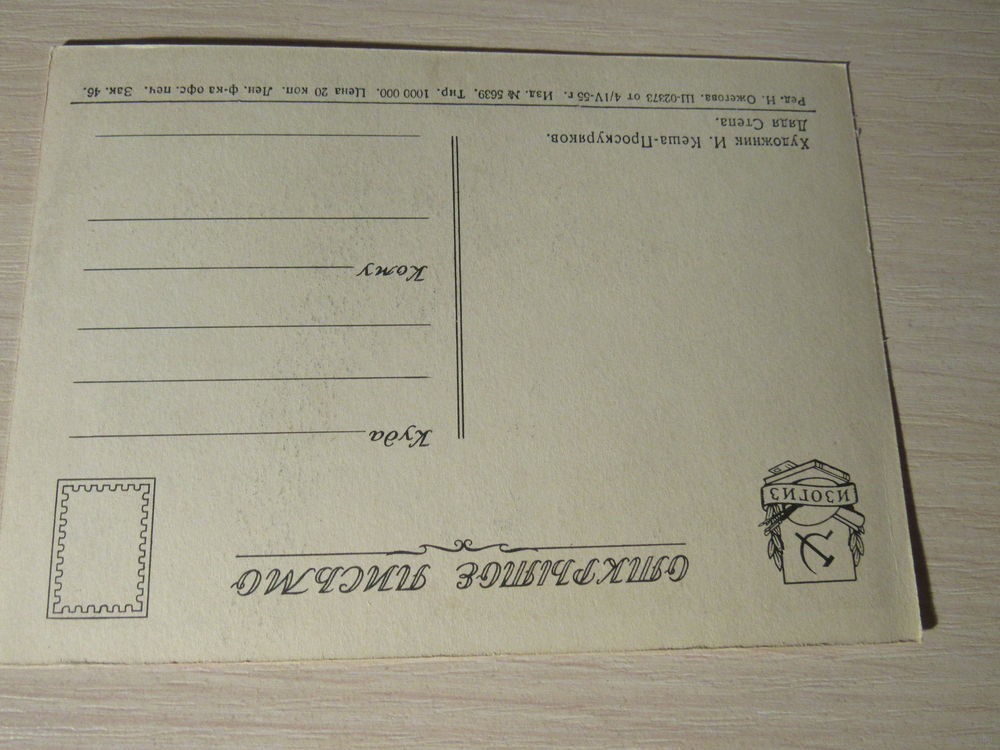 ИЗОГИЗ
ОТКРЫТОЕ ПИСЬМО
Куда
Кому
Художник И. Кеша-Проскуряков.
Дядя Степа.
Ред. И. Ожегова. Ш-02373 от 4/IV-55 г. Изд. № 5639. Тир. 1000 000. Цена 20 коп. Лен. ф-ка офс. печ. Зак. 46.